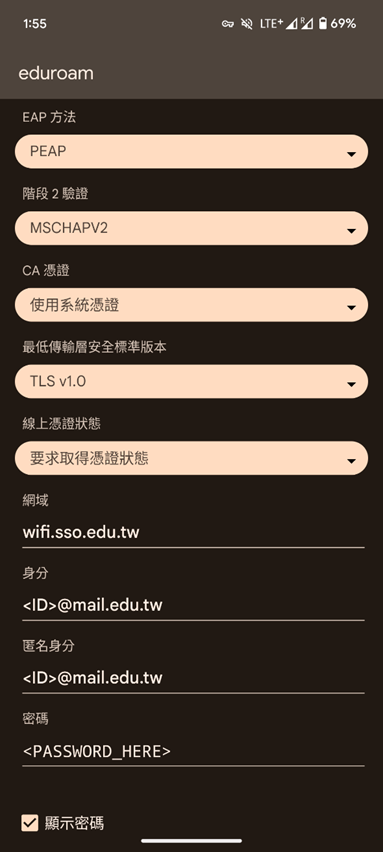 1:55
LTE+ R 69%
eduroam
EAP 方法
PEAP
階段 2 驗證
MSCHAPV2
CA 憑證
使用系統憑證
最低傳輸層安全標準版本
TLS v1.0
線上憑證狀態
要求取得憑證狀態
網域
wifi.sso.edu.tw
身分
<ID>@mail.edu.tw
匿名身分
<ID>@mail.edu.tw
密碼
<PASSWORD_HERE>
顯示密碼